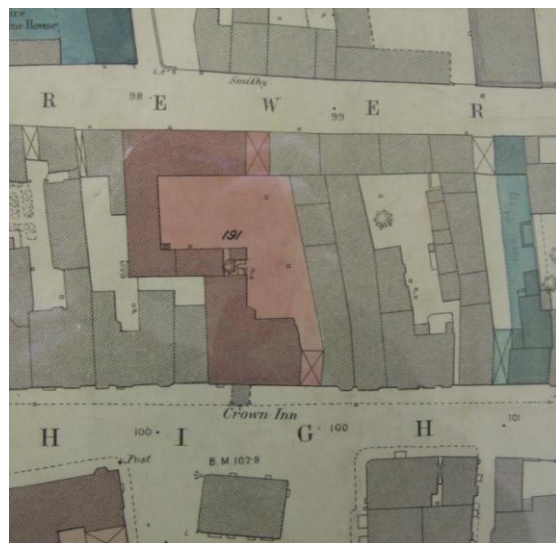 ne House
Smithy
98
R E W E R
99
191
Crown Inn
H I G H
100
100
101
Post
B.M. 102·8